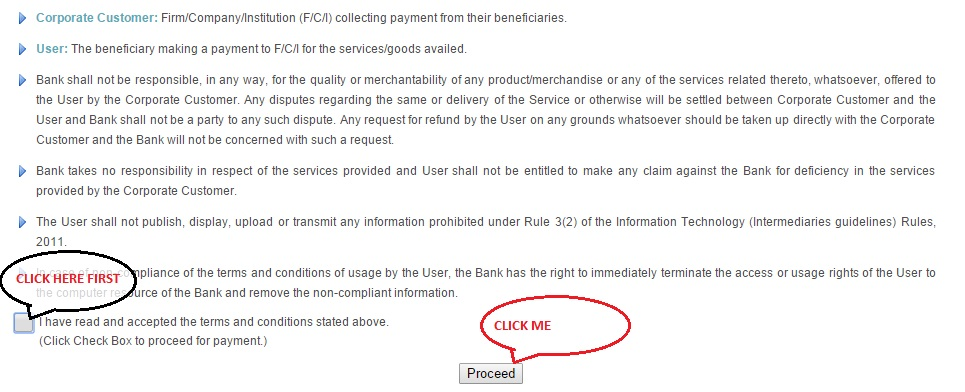 Corporate Customer: Firm/Company/Institution (F/C/I) collecting payment from their beneficiaries.
User: The beneficiary making a payment to F/C/I for the services/goods availed.
Bank shall not be responsible, in any way, for the quality or merchantability of any product/merchandise or any of the services related thereto, whatsoever, offered to
the User by the Corporate Customer. Any disputes regarding the same or delivery of the Service or otherwise will be settled between Corporate Customer and the
User and Bank shall not be a party to any such dispute. Any request for refund by the User on any grounds whatsoever should be taken up directly with the Corporate
Customer and the Bank will not be concerned with such a request.
Bank takes no responsibility in respect of the services provided and User shall not be entitled to make any claim against the Bank for deficiency in the services
provided by the Corporate Customer.
The User shall not publish, display, upload or transmit any information prohibited under Rule 3(2) of the Information Technology (Intermediaries guidelines) Rules,
2011.
In case of non-compliance of the terms and conditions of usage by the User, the Bank has the right to immediately terminate the access or usage rights of the User to
the computer resource of the Bank and remove the non-compliant information.
CLICK HERE FIRST
I have read and accepted the terms and conditions stated above.
(Click Check Box to proceed for payment.)
CLICK ME
Proceed